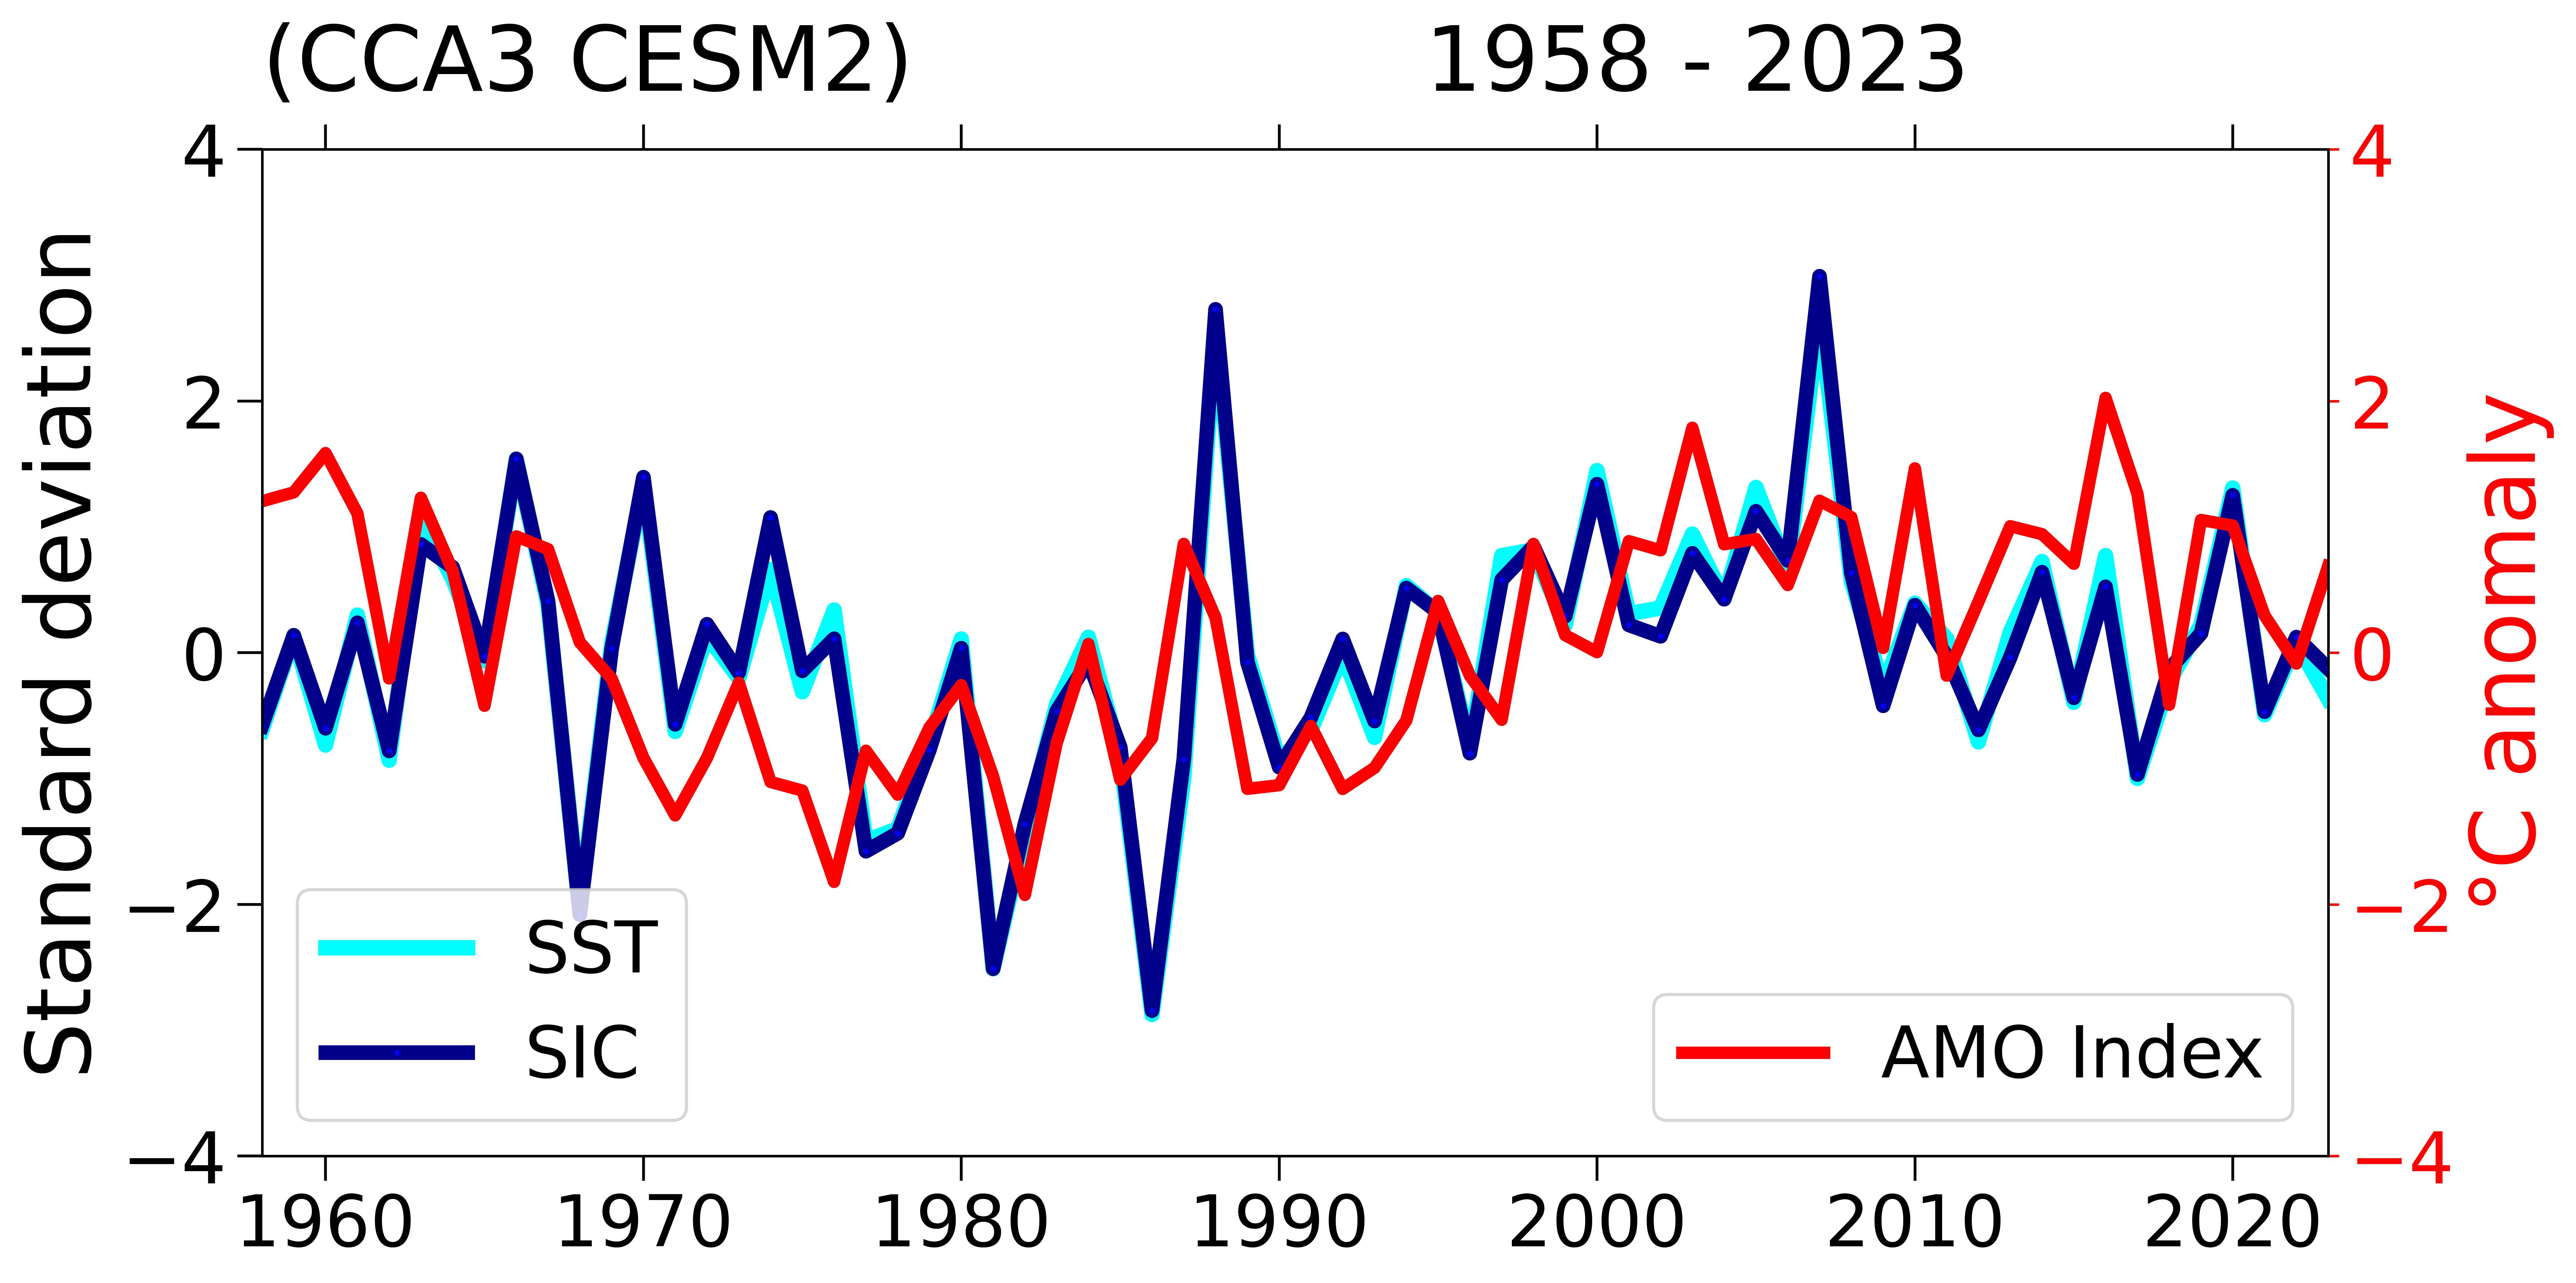 (CCA3 CESM2) 1958 - 2023
Standard deviation
4
2
0
−2
−4
4
2
0
−2
−4
°C anomaly
SST
SIC
AMO Index
1960 1970 1980 1990 2000 2010 2020